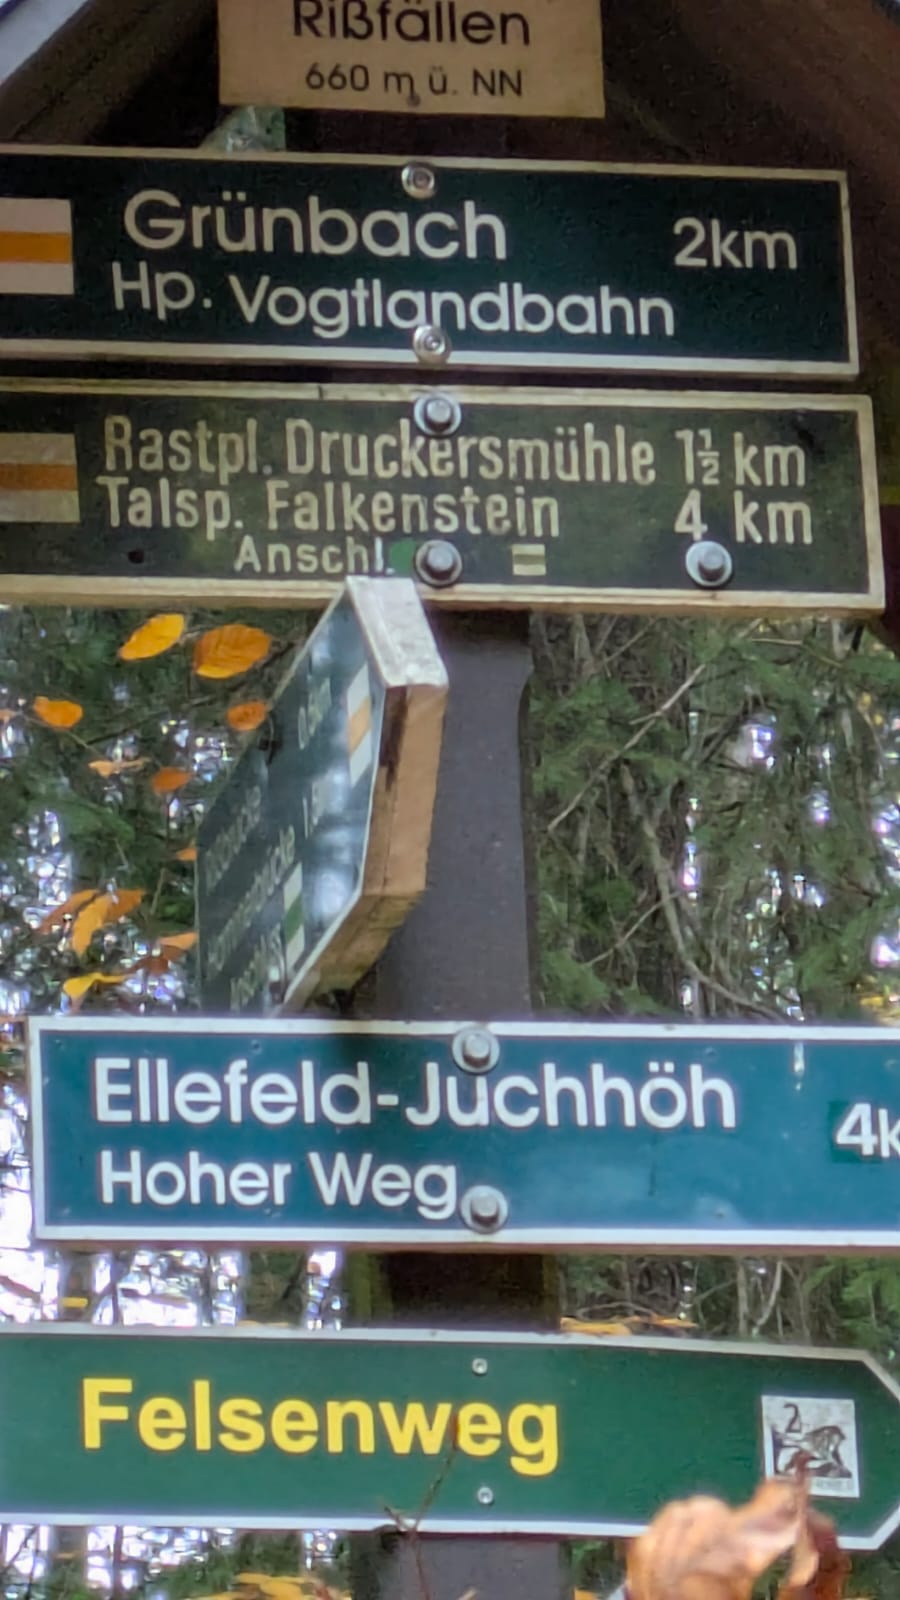 Rißfällen
660 m ü. NN
Grünbach 2km
Hp. Vogtlandbahn
Rastpl. Druckersmühle 1½ km
Talsp. Falkenstein 4 km
Anschl.
Ellefeld-Juchhöh
Hoher Weg
Felsenweg
2